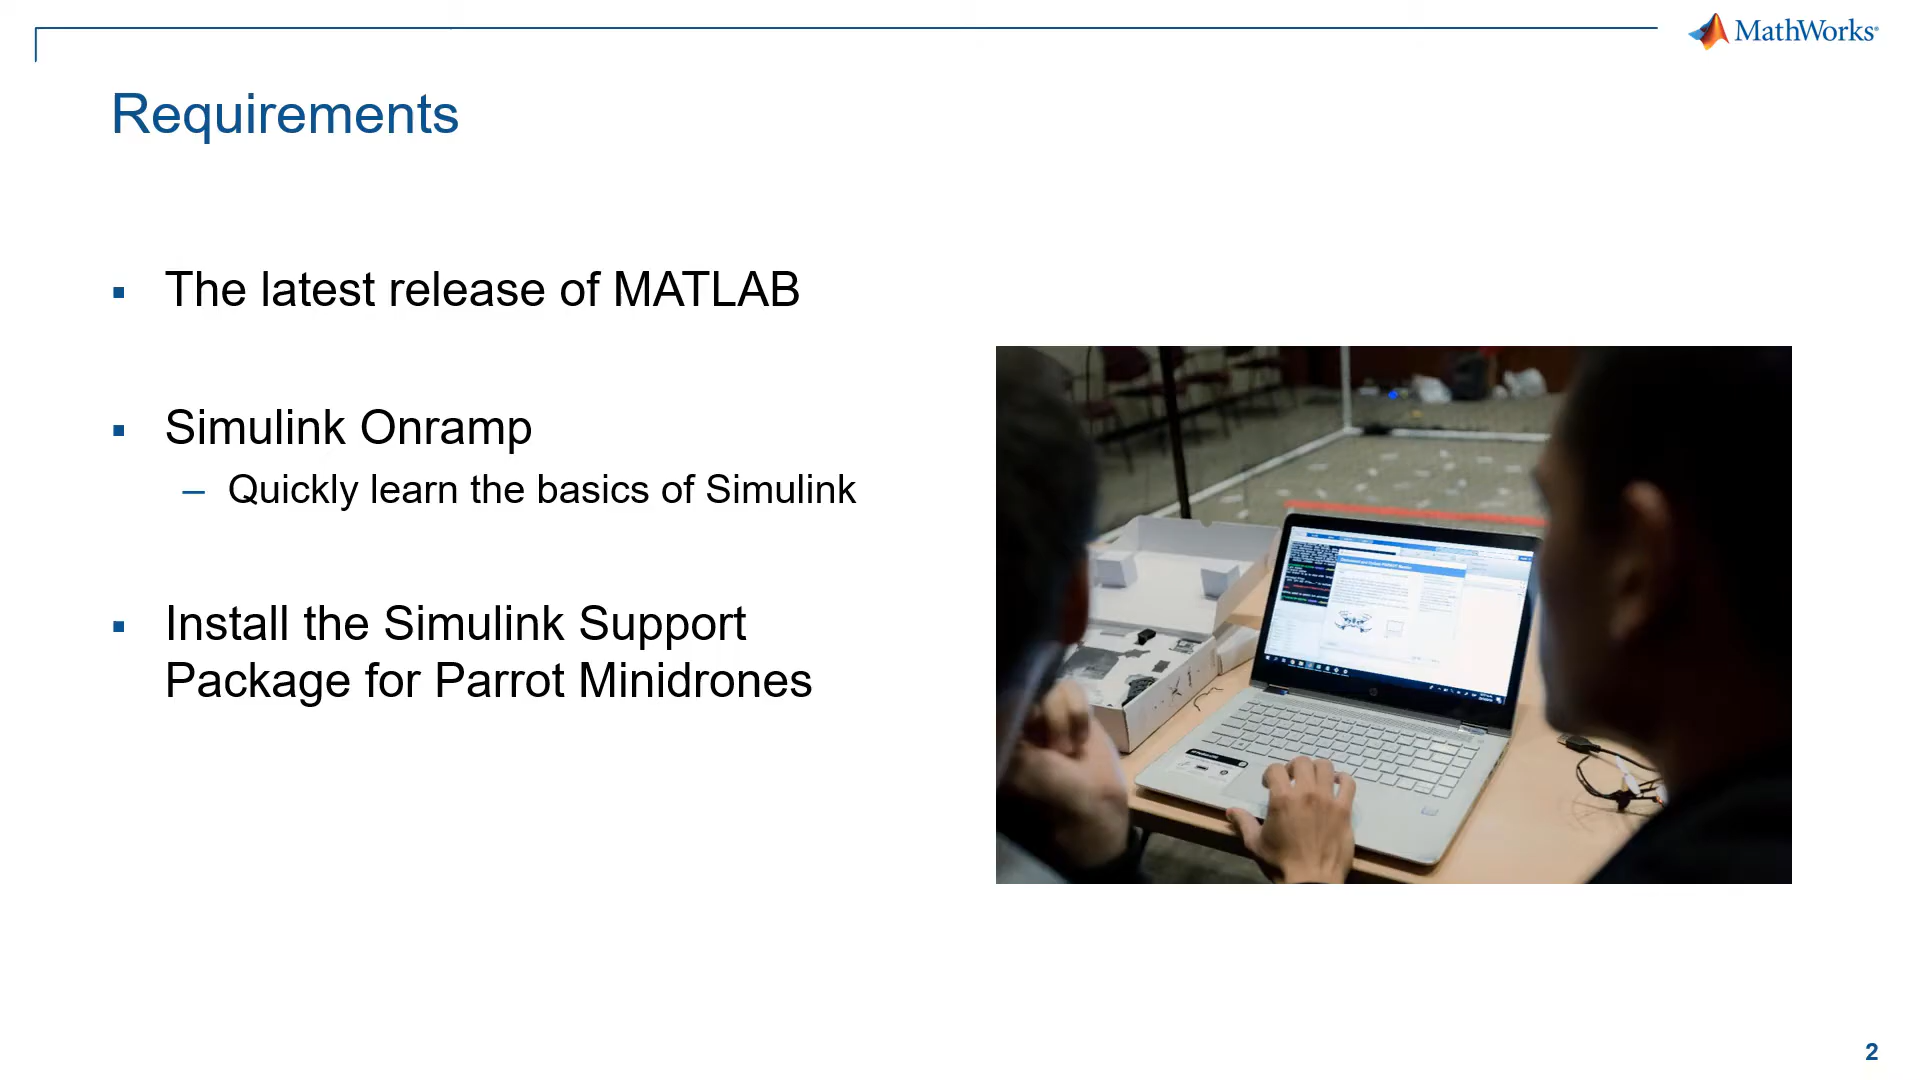 MathWorks®
Requirements
▪ The latest release of MATLAB
▪ Simulink Onramp
– Quickly learn the basics of Simulink
▪ Install the Simulink Support
Package for Parrot Minidrones
2